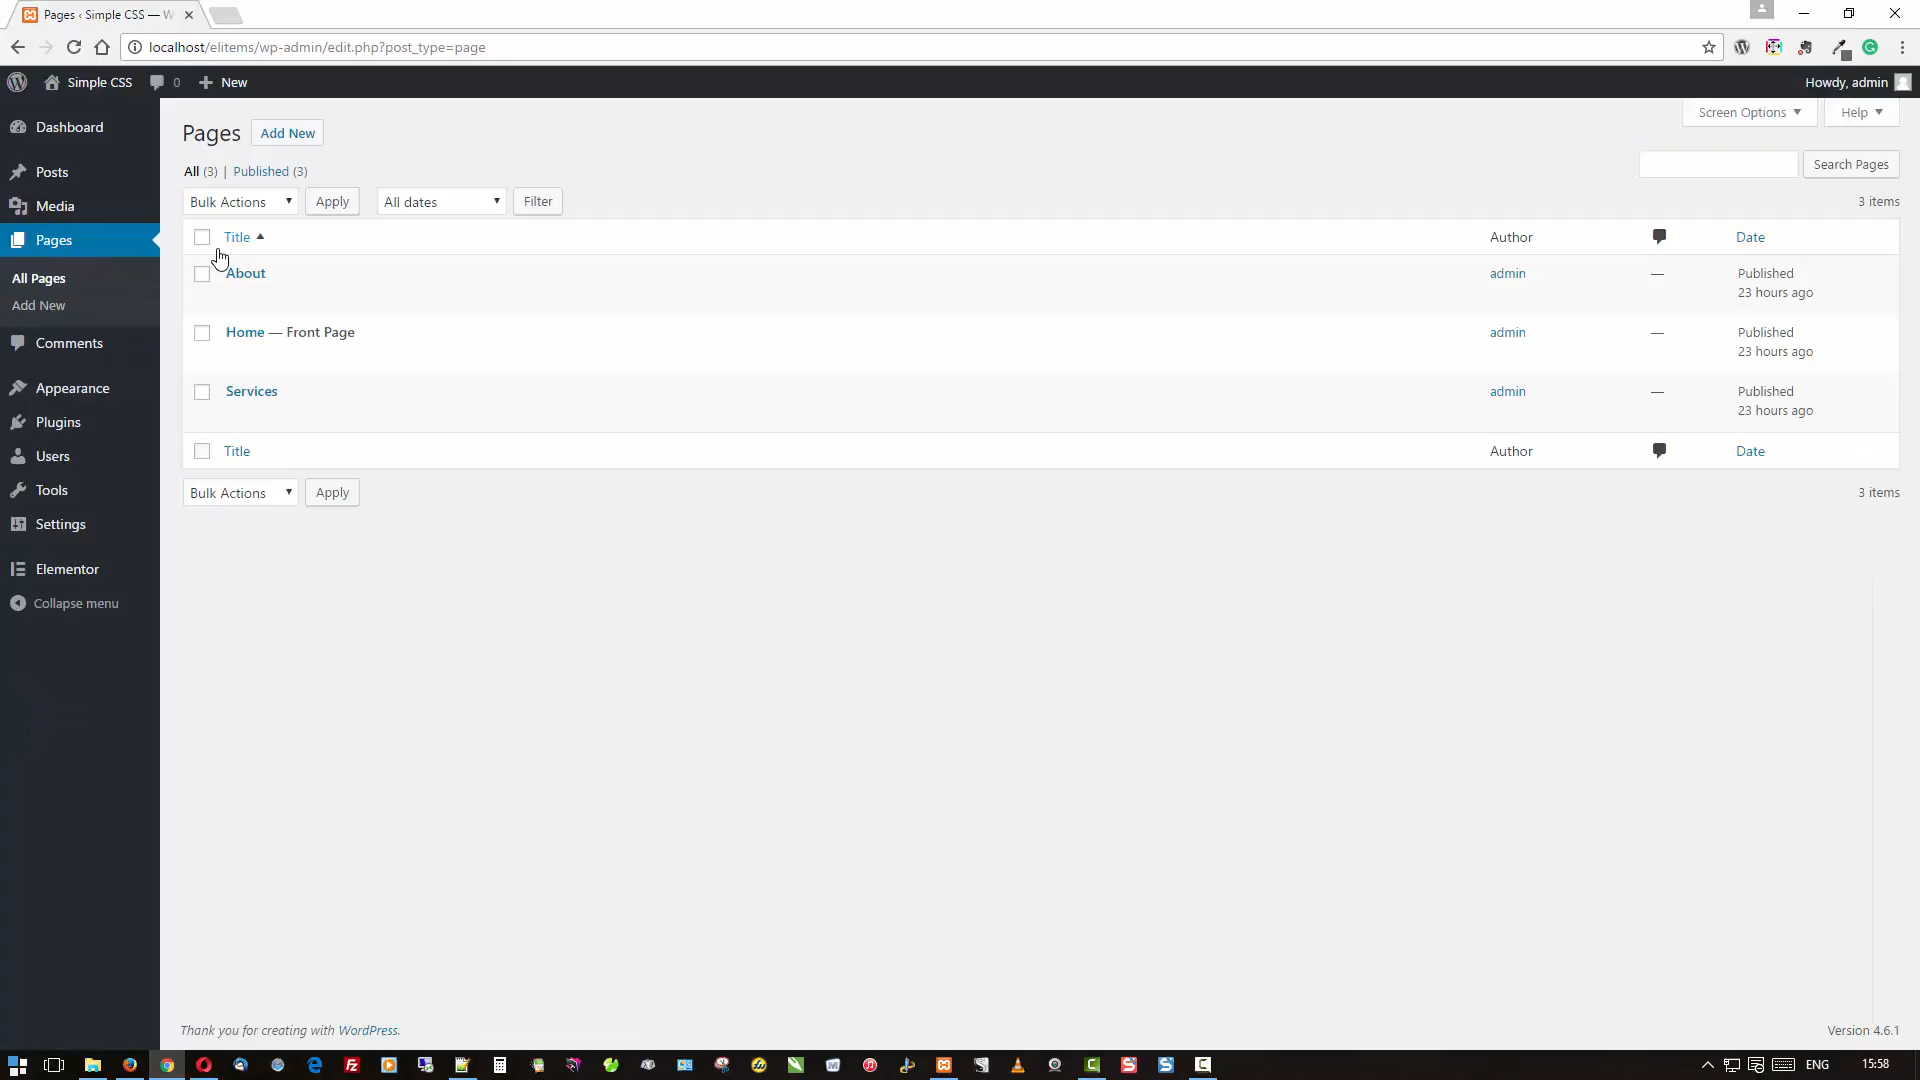 Pages ‹ Simple CSS — W
localhost/elitems/wp-admin/edit.php?post_type=page
Simple CSS 0 New Howdy, admin
Screen Options Help
Dashboard
Posts
Media
Pages
All Pages
Add New
Comments
Appearance
Plugins
Users
Tools
Settings
Elementor
Collapse menu
Pages Add New
All (3) | Published (3)
Search Pages
Bulk Actions Apply All dates Filter 3 items
Title Author Date
About admin — Published
23 hours ago
Home — Front Page admin — Published
23 hours ago
Services admin — Published
23 hours ago
Title Author Date
Bulk Actions Apply 3 items
Thank you for creating with WordPress. Version 4.6.1
ENG 15:58